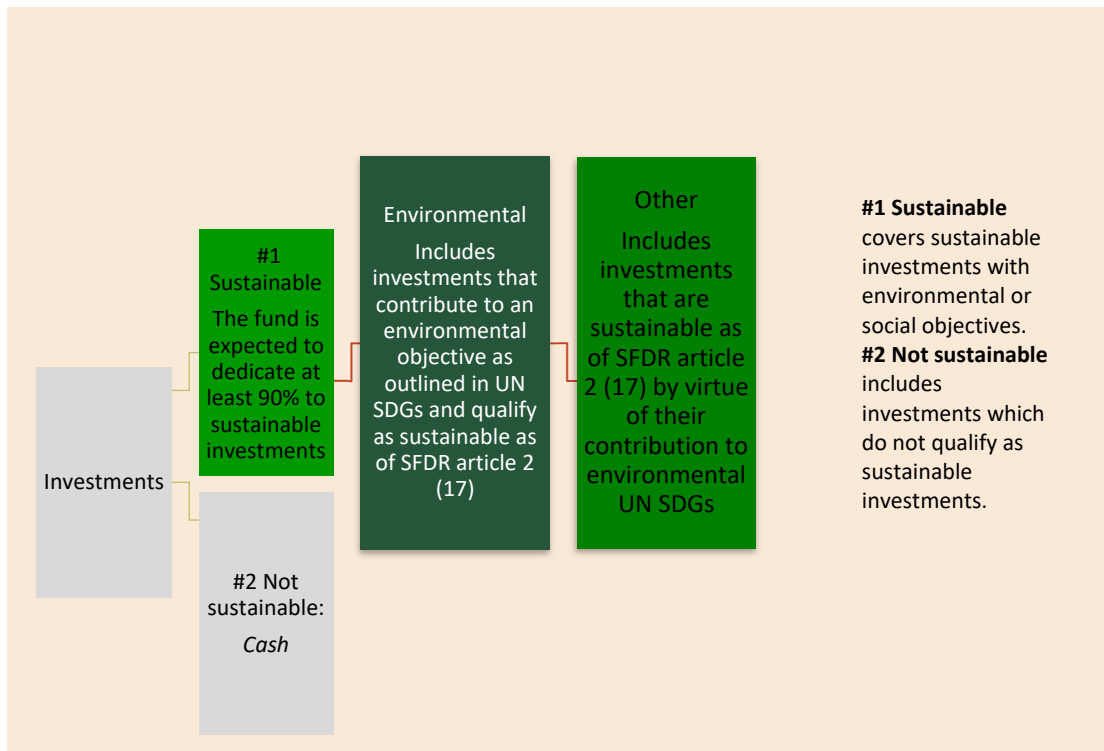 Investments
#1
Sustainable
The fund is
expected to
dedicate at
least 90% to
sustainable
investments
#2 Not
sustainable:
Cash
Environmental
Includes
investments that
contribute to an
environmental
objective as
outlined in UN
SDGs and qualify
as sustainable as
of SFDR article 2
(17)
Other
Includes
investments
that are
sustainable as
of SFDR article
2 (17) by virtue
of their
contribution to
environmental
UN SDGs
#1 Sustainable
covers sustainable
investments with
environmental or
social objectives.
#2 Not sustainable
includes
investments which
do not qualify as
sustainable
investments.